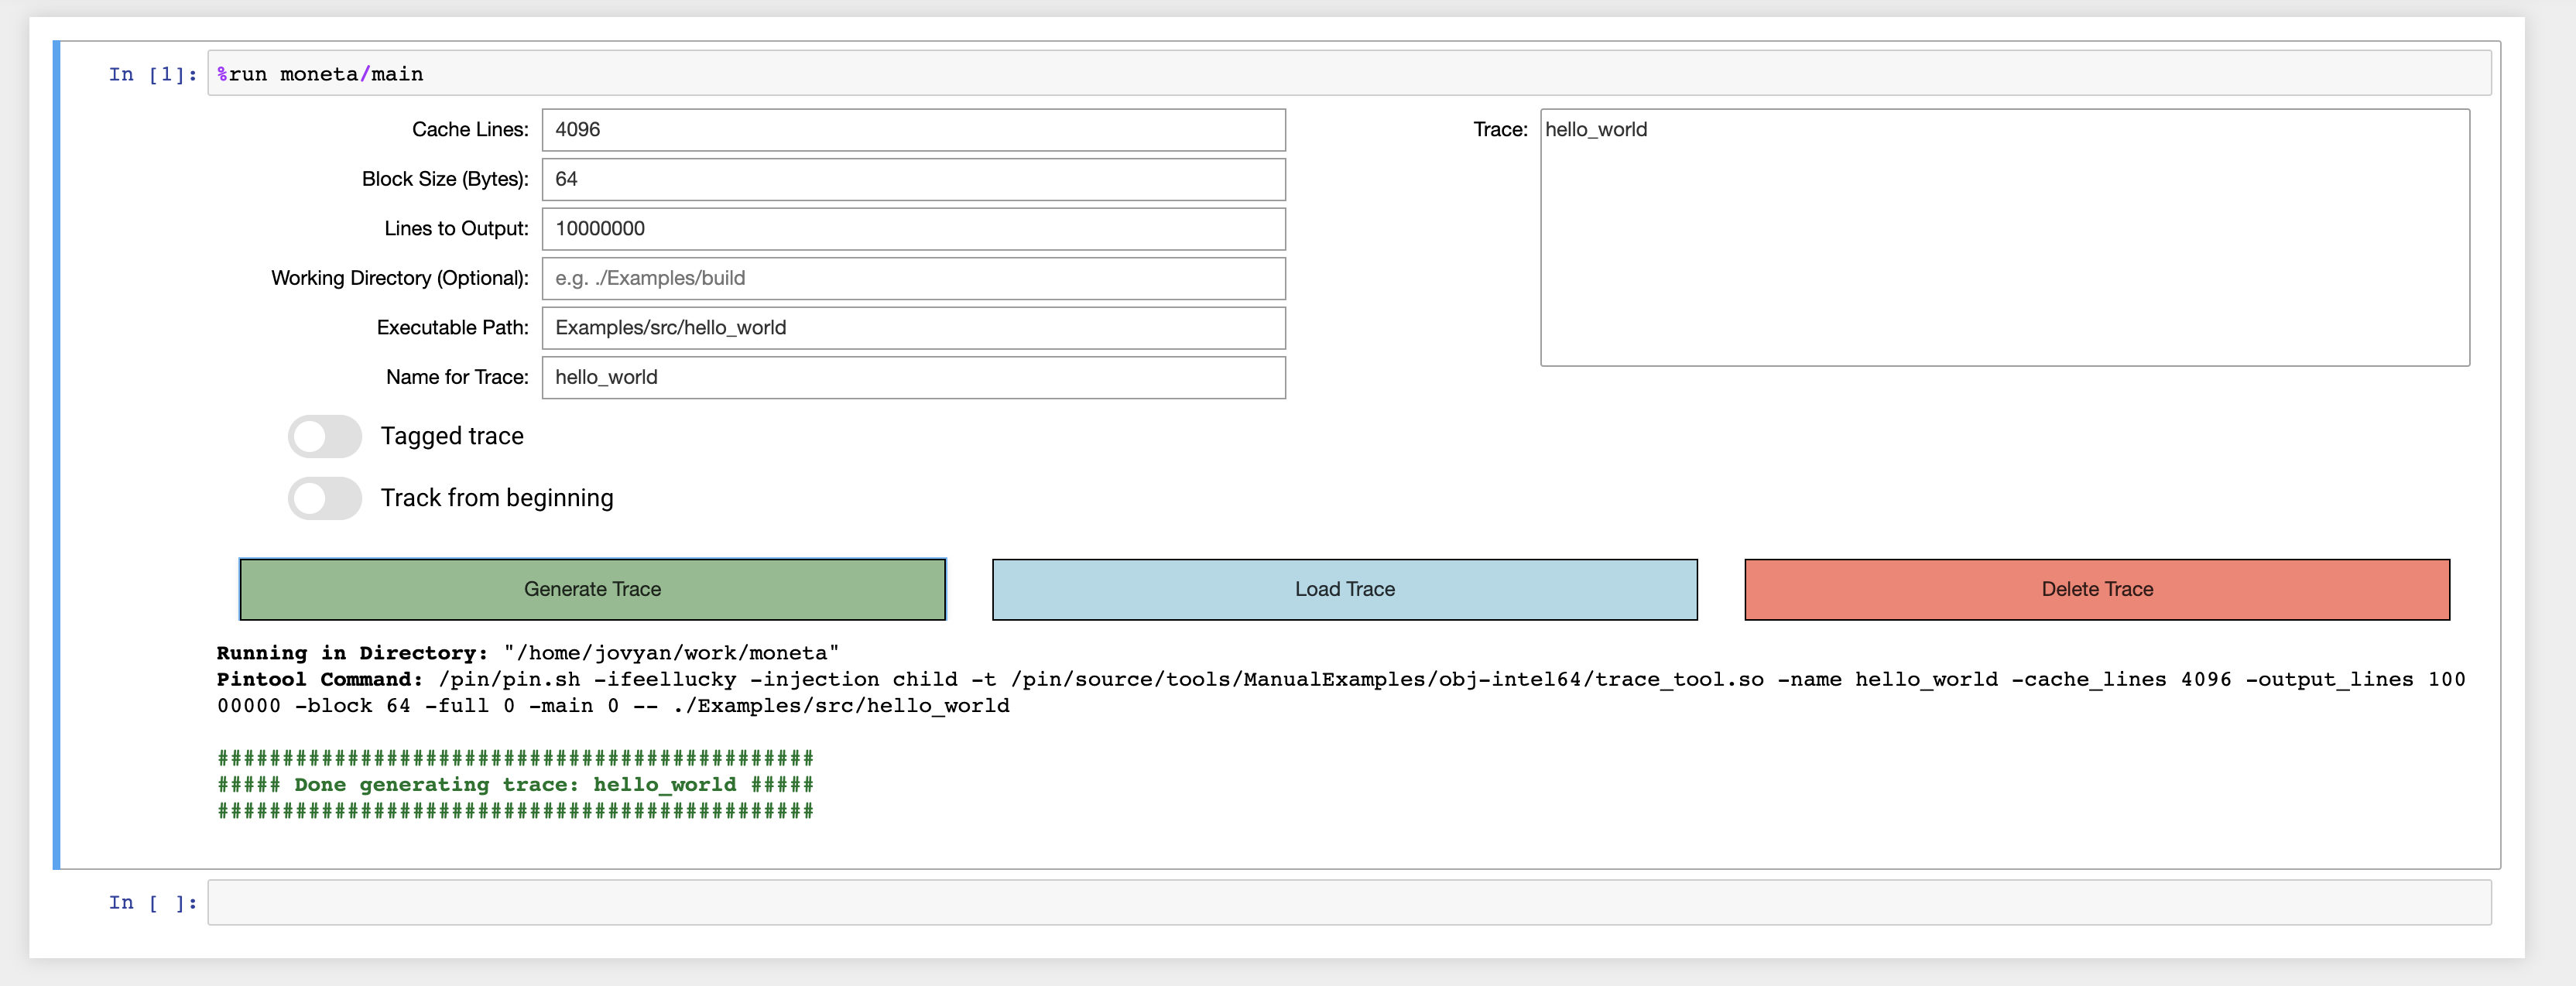 In [1]: %run moneta/main
Cache Lines: 4096
Block Size (Bytes): 64
Lines to Output: 10000000
Working Directory (Optional): e.g. ./Examples/build
Executable Path: Examples/src/hello_world
Name for Trace: hello_world
Trace: hello_world
Tagged trace
Track from beginning
Generate Trace
Load Trace
Delete Trace
Running in Directory: "/home/jovyan/work/moneta"
Pintool Command: /pin/pin.sh -ifeellucky -injection child -t /pin/source/tools/ManualExamples/obj-intel64/trace_tool.so -name hello_world -cache_lines 4096 -output_lines 100
00000 -block 64 -full 0 -main 0 -- ./Examples/src/hello_world
##############################################
##### Done generating trace: hello_world #####
##############################################
In [ ]: